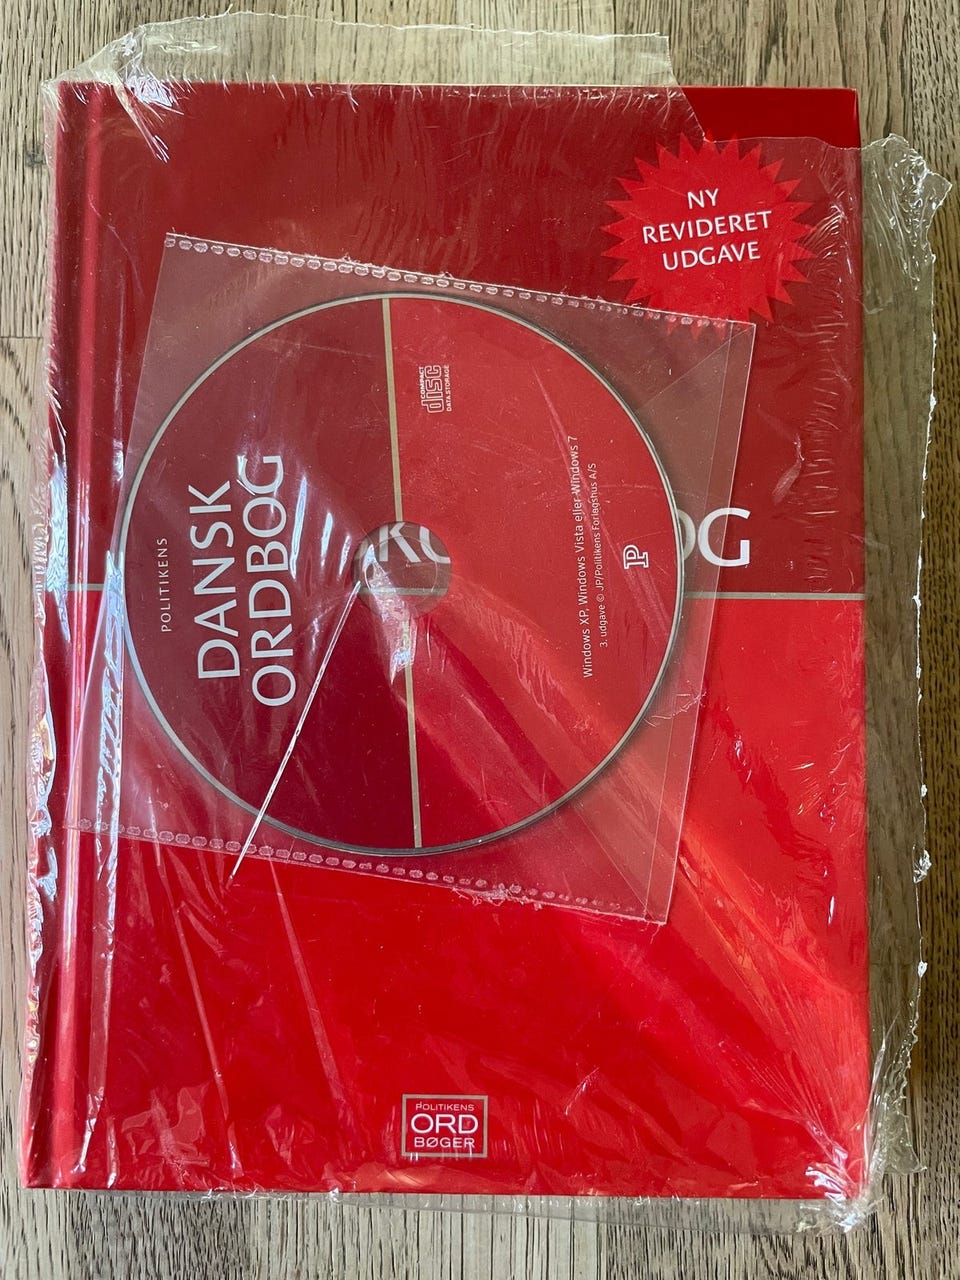 NY
REVIDERET
UDGAVE
COMPACT
disc
DATA STORAGE
POLITIKENS
DANSK
ORDBOG
Windows XP, Windows Vista eller Windows 7
3. udgave © JP/Politikens Forlagshus A/S
P
OG
POLITIKENS
ORD
BØGER